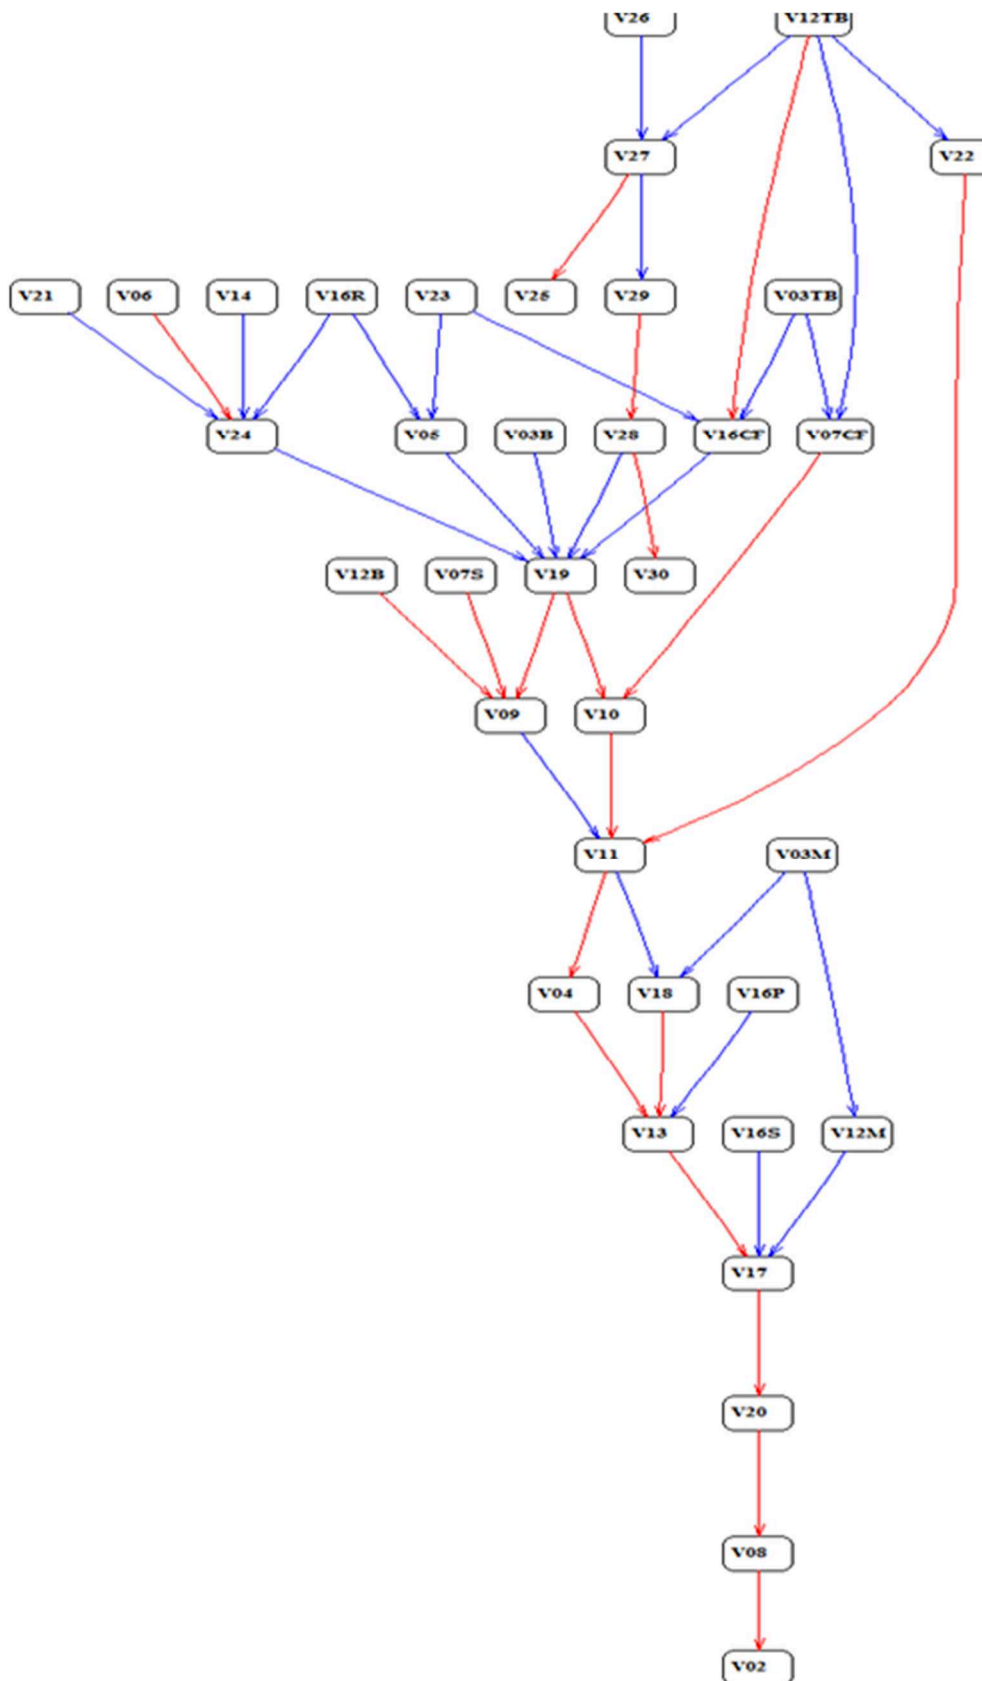 V26 V12TB
V27 V22
V21 V06 V14 V16R V23 V25 V29 V03TB
V24 V05 V03B V28 V16CF V07CF
V12B V07S V19 V30
V09 V10
V11 V03M
V04 V18 V16P
V13 V16S V12M
V17
V20
V08
V02